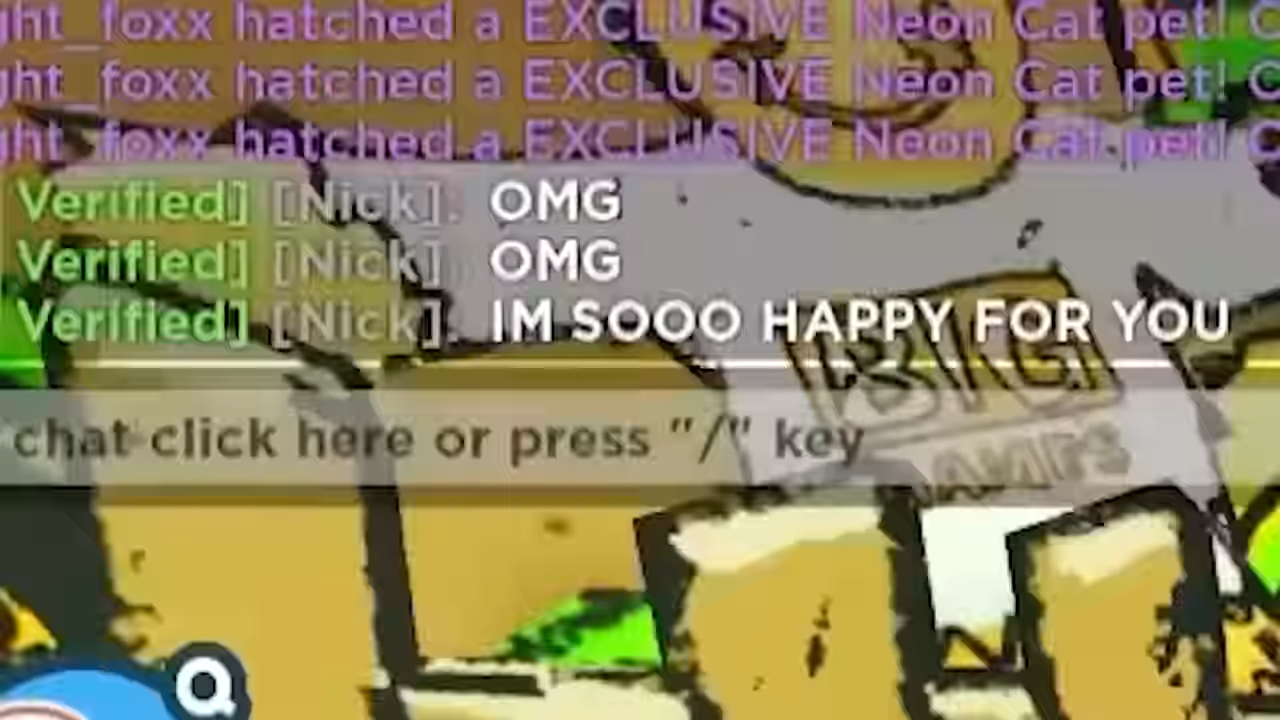 ght_foxx hatched a EXCLUSIVE Neon Cat pet! C
ght_foxx hatched a EXCLUSIVE Neon Cat pet! C
ght_foxx hatched a EXCLUSIVE Neon Cat pet! C
Verified] [Nick]: OMG
Verified] [Nick]: OMG
Verified] [Nick]: IM SOOO HAPPY FOR YOU
BIG
chat click here or press "/" key
Q